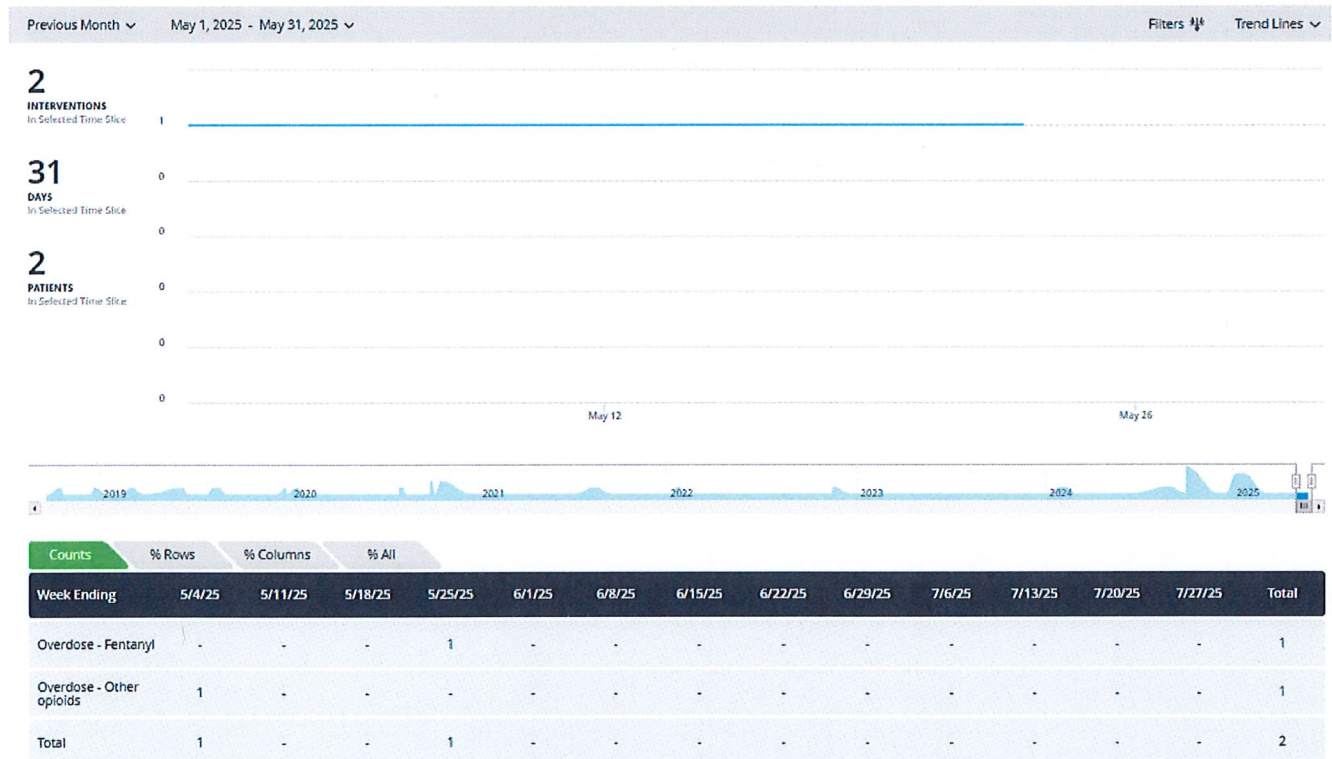 Previous Month May 1, 2025 - May 31, 2025 Filters Trend Lines
2
INTERVENTIONS
In Selected Time Slice
1
31
DAYS
In Selected Time Slice
0
0
2
PATIENTS
In Selected Time Slice
0
0
0
May 12 May 26
2019 2020 2021 2022 2023 2024 2025
Counts % Rows % Columns % All
Week Ending 5/4/25 5/11/25 5/18/25 5/25/25 6/1/25 6/8/25 6/15/25 6/22/25 6/29/25 7/6/25 7/13/25 7/20/25 7/27/25 Total
Overdose - Fentanyl - - - 1 - - - - - - - - - 1
Overdose - Other
opioids 1 - - - - - - - - - - - - 1
Total 1 - - 1 - - - - - - - - - 2